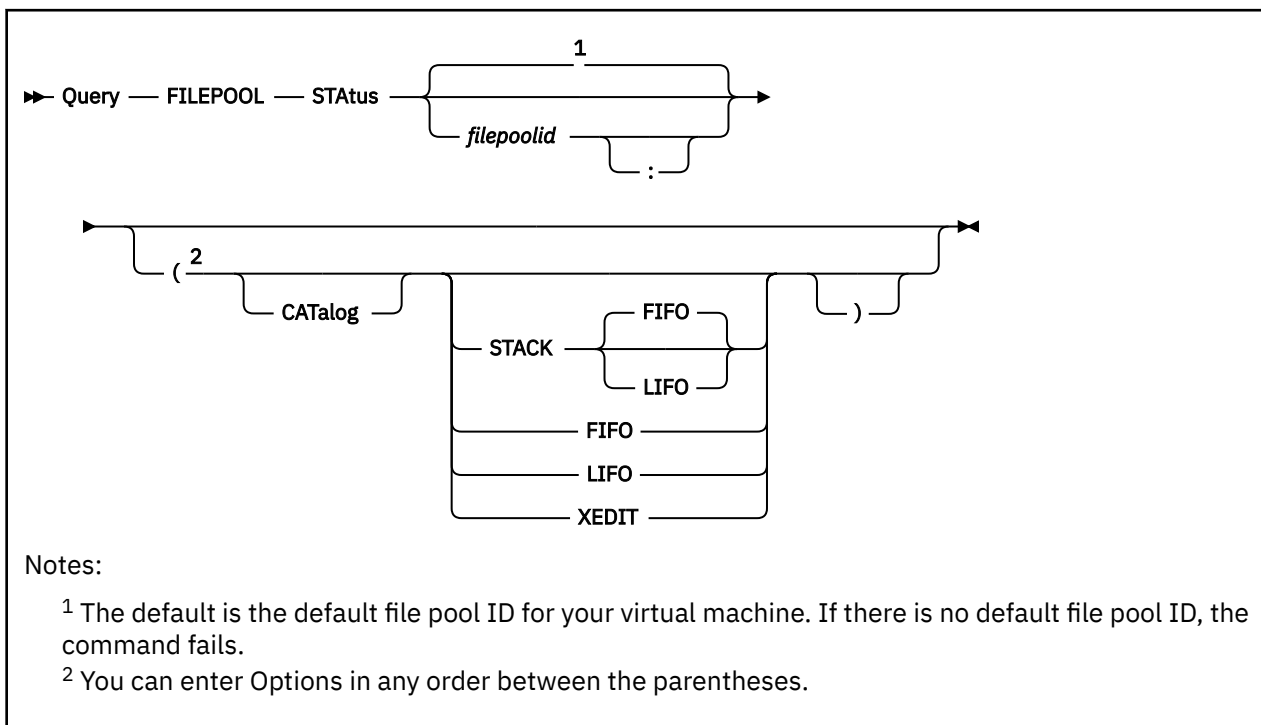 1
Query FILEPOOL STAtus
filepoolid
:
( 2
CATalog
STACK
FIFO
LIFO
FIFO
LIFO
XEDIT
)
Notes:
1 The default is the default file pool ID for your virtual machine. If there is no default file pool ID, the
command fails.
2 You can enter Options in any order between the parentheses.